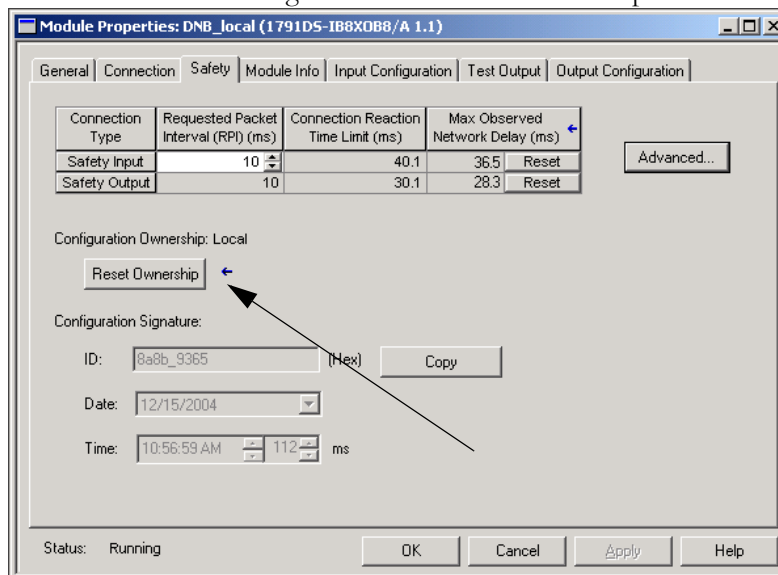 Module Properties: DNB_local (1791DS-IB8XOB8/A 1.1)
General Connection Safety Module Info Input Configuration Test Output Output Configuration
Connection Type Requested Packet Interval (RPI) (ms) Connection Reaction Time Limit (ms) Max Observed Network Delay (ms)
Safety Input 10 40.1 36.5 Reset
Safety Output 10 30.1 28.3 Reset
Advanced...
Configuration Ownership: Local
Reset Ownership
Configuration Signature:
ID: 8a8b_9365 (Hex) Copy
Date: 12/15/2004
Time: 10:56:59 AM 112 ms
Status: Running OK Cancel Apply Help